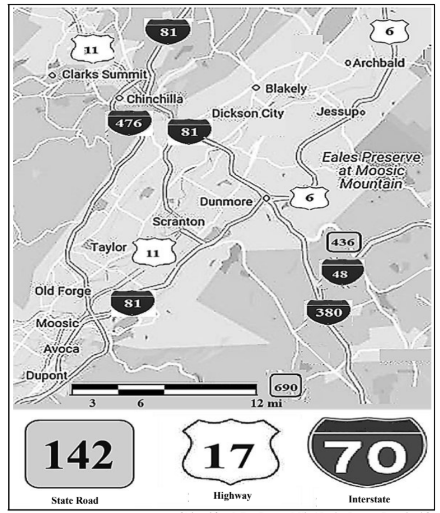 81
6
11
Clarks Summit
Archbald
Blakely
Chinchilla
476
Dickson City
Jessup
81
Eales Preserve
at Moosic
Mountain
Dunmore
6
Scranton
436
Taylor
11
48
Old Forge
81
380
Moosic
Avoca
Dupont
690
3 6 12 mi
142 17 70
State Road Highway Interstate